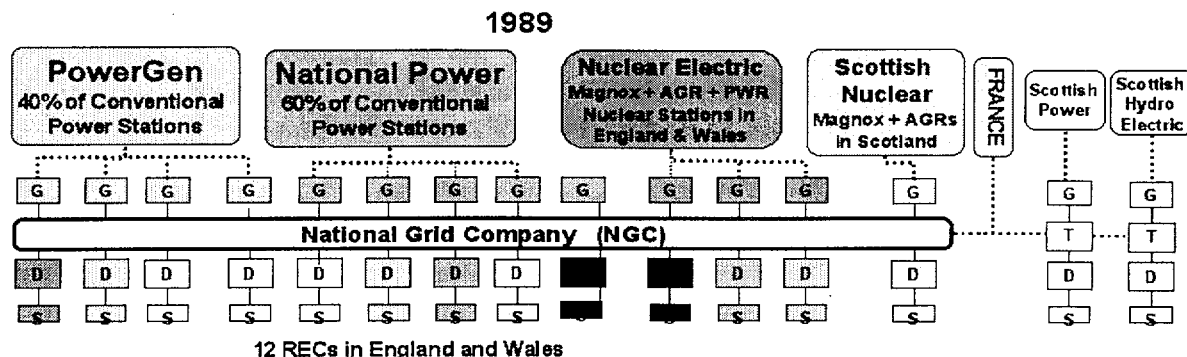 1989
PowerGen
40% of Conventional
Power Stations
National Power
60% of Conventional
Power Stations
Nuclear Electric
Magnox + AGR + PWR
Nuclear Stations in
England & Wales
Scottish
Nuclear
Magnox + AGRs
in Scotland
FRANCE
Scottish
Power
Scottish
Hydro
Electric
G G G G G G G G G G G G G G G
National Grid Company (NGC)
T T
D D D D D D D D D D D D D
S S S S S S S S S S S S S S S
12 RECs in England and Wales